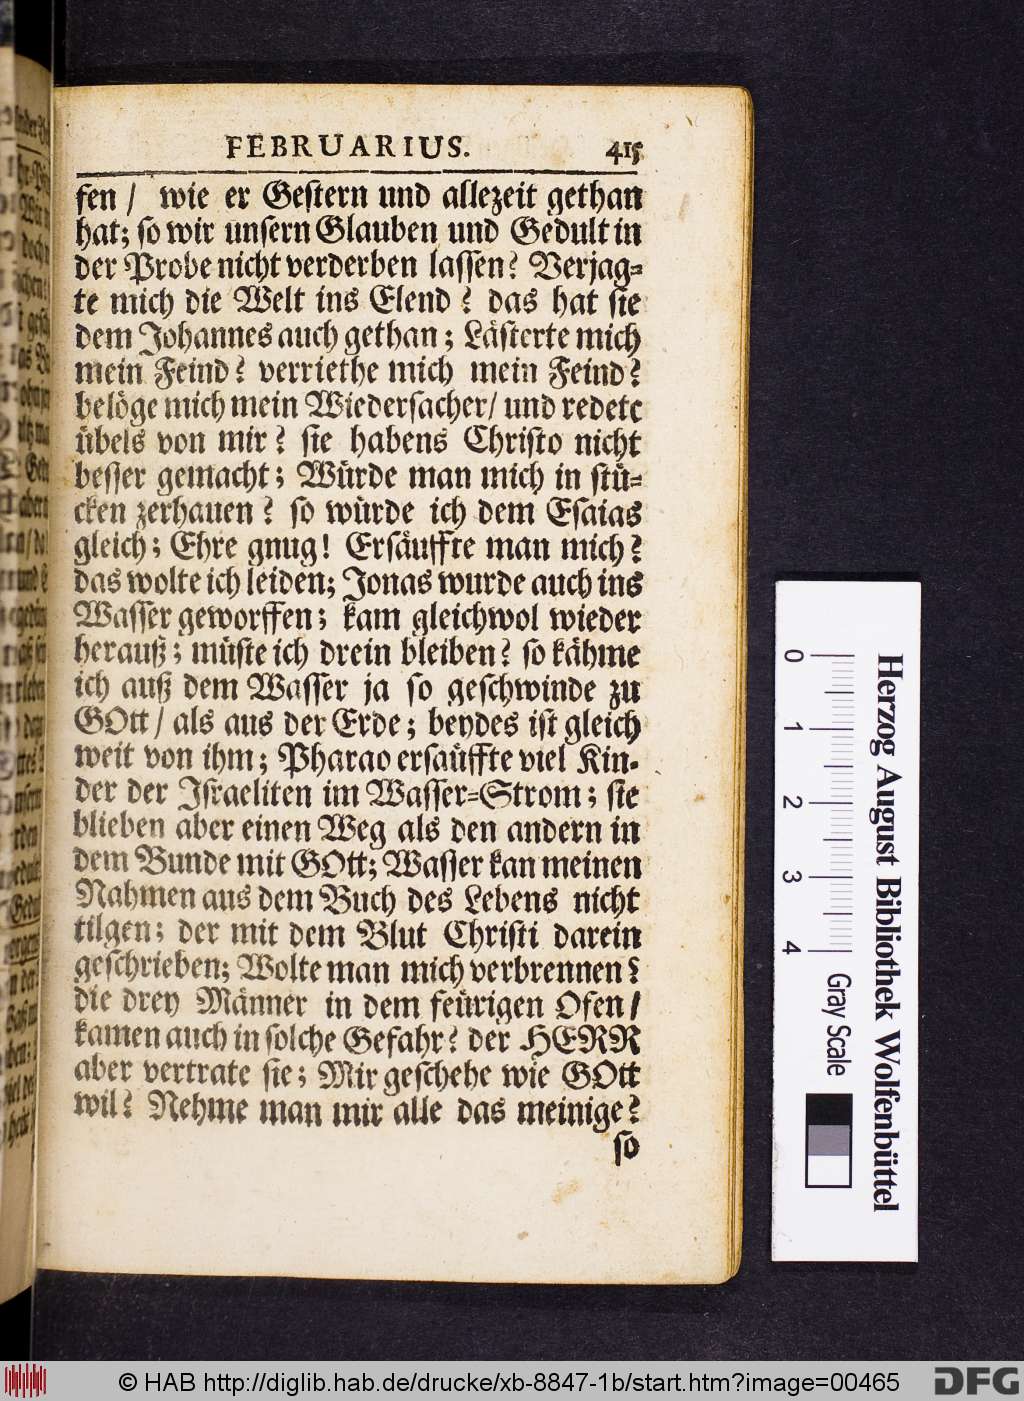 FEBRUARIUS. 415
fen / wie er Gestern und allezeit gethan
hat; so wir unsern Glauben und Gedult in
der Probe nicht verderben lassen? Verjag=
te mich die Welt ins Elend? das hat sie
dem Johannes auch gethan; Lästerte mich
mein Feind? verriethe mich mein Feind?
belöge mich mein Wiedersacher/ und redete
übels von mir? sie habens Christo nicht
besser gemacht; Würde man mich in stü=
cken zerhauen? so würde ich dem Esaias
gleich; Ehre gnug! Ersäuffte man mich?
das wolte ich leiden; Jonas wurde auch ins
Wasser geworffen; kam gleichwol wieder
herauß; müste ich drein bleiben? so kähme
ich auß dem Wasser ja so geschwinde zu
GOtt / als aus der Erde; beydes ist gleich
weit von ihm; Pharao ersäuffte viel Kin-
der der Israeliten im Wasser=Strom; sie
blieben aber einen Weg als den andern in
dem Bunde mit GOtt; Wasser kan meinen
Nahmen aus dem Buch des Lebens nicht
tilgen; der mit dem Blut Christi darein
geschrieben; Wolte man mich verbrennen?
die drey Männer in dem feürigen Ofen /
kamen auch in solche Gefahr? der HERR
aber vertrate sie; Mir geschehe wie GOtt
wil? Nehme man mir alle das meinige?
so
0 1 2 3 4 Gray Scale
Herzog August Bibliothek Wolfenbüttel
© HAB http://diglib.hab.de/drucke/xb-8847-1b/start.htm?image=00465
DFG